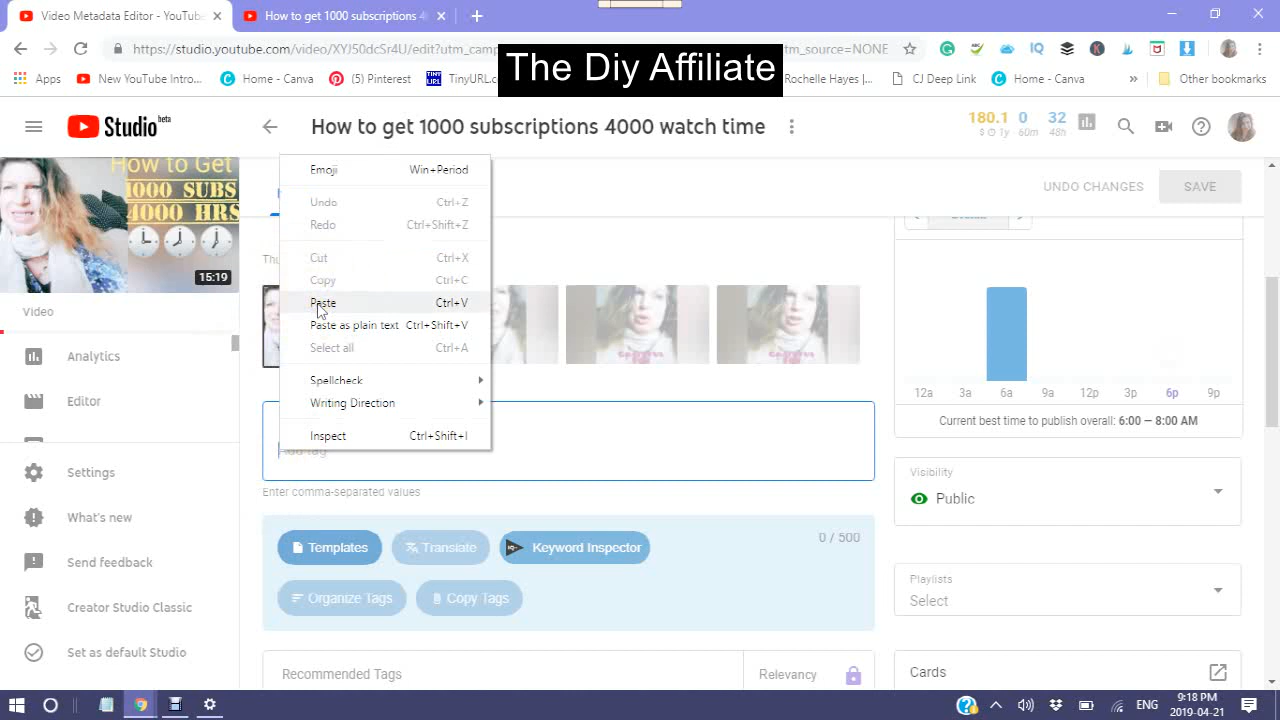 Video Metadata Editor - YouTube
How to get 1000 subscriptions 40
https://studio.youtube.com/video/XYJ50dcSr4U/edit?utm_camp
tm_source=NONE
The Diy Affiliate
Apps
New YouTube Intro...
Home - Canva
(5) Pinterest
TinyURL.c
Rochelle Hayes |...
CJ Deep Link
Home - Canva
»
Other bookmarks
Studio beta
How to get 1000 subscriptions 4000 watch time
180.1 0 32
$ 1y 60m 48h
How to Get
1000 SUBS
4000 HRS
15:19
Video
Analytics
Editor
Settings
What's new
Send feedback
Creator Studio Classic
Set as default Studio
Emoji Win+Period
Undo Ctrl+Z
Redo Ctrl+Shift+Z
Cut Ctrl+X
Copy Ctrl+C
Paste Ctrl+V
Paste as plain text Ctrl+Shift+V
Select all Ctrl+A
Spellcheck
Writing Direction
Inspect Ctrl+Shift+I
UNDO CHANGES
SAVE
Add tag
Enter comma-separated values
Templates
Translate
Keyword Inspector
0 / 500
Organize Tags
Copy Tags
Recommended Tags
Relevancy
12a 3a 6a 9a 12p 3p 6p 9p
Current best time to publish overall: 6:00 — 8:00 AM
Visibility
Public
Playlists
Select
Cards
ENG
9:18 PM
2019-04-21